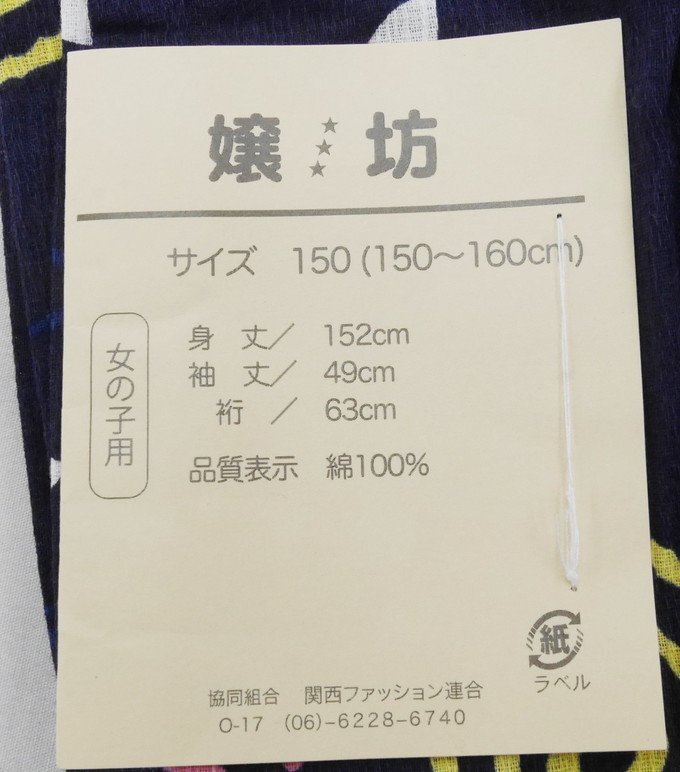 嬢 ★★★ 坊
サイズ 150 (150〜160cm)
女の子用
身 丈/ 152cm
袖 丈/ 49cm
裄 / 63cm
品質表示 綿100%
紙
ラベル
協同組合 関西ファッション連合
O-17 (06)-6228-6740